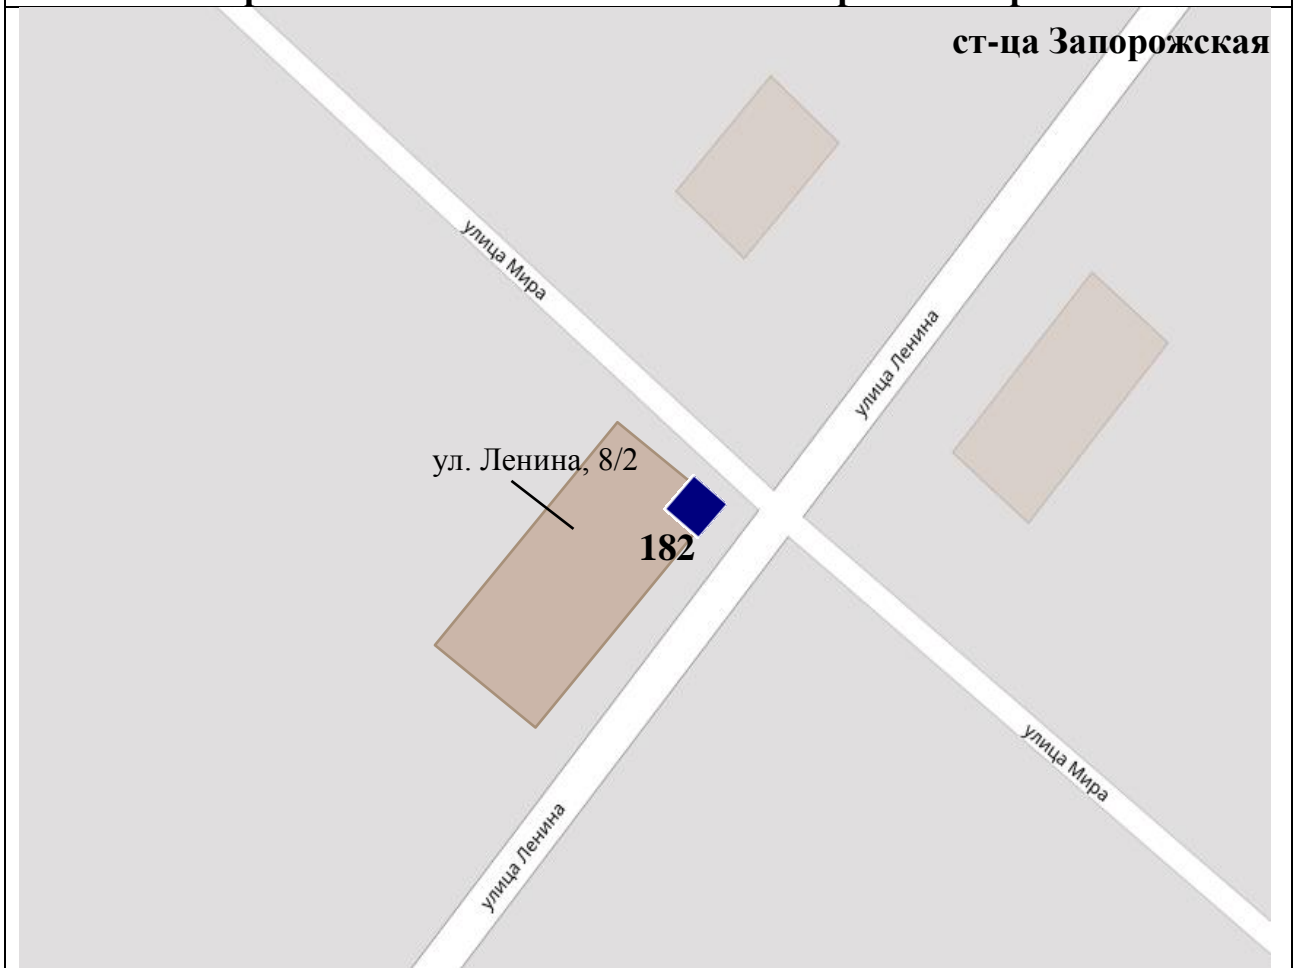 ст-ца Запорожская
улица Мира
улица Ленина
ул. Ленина, 8/2
182
улица Мира
улица Ленина